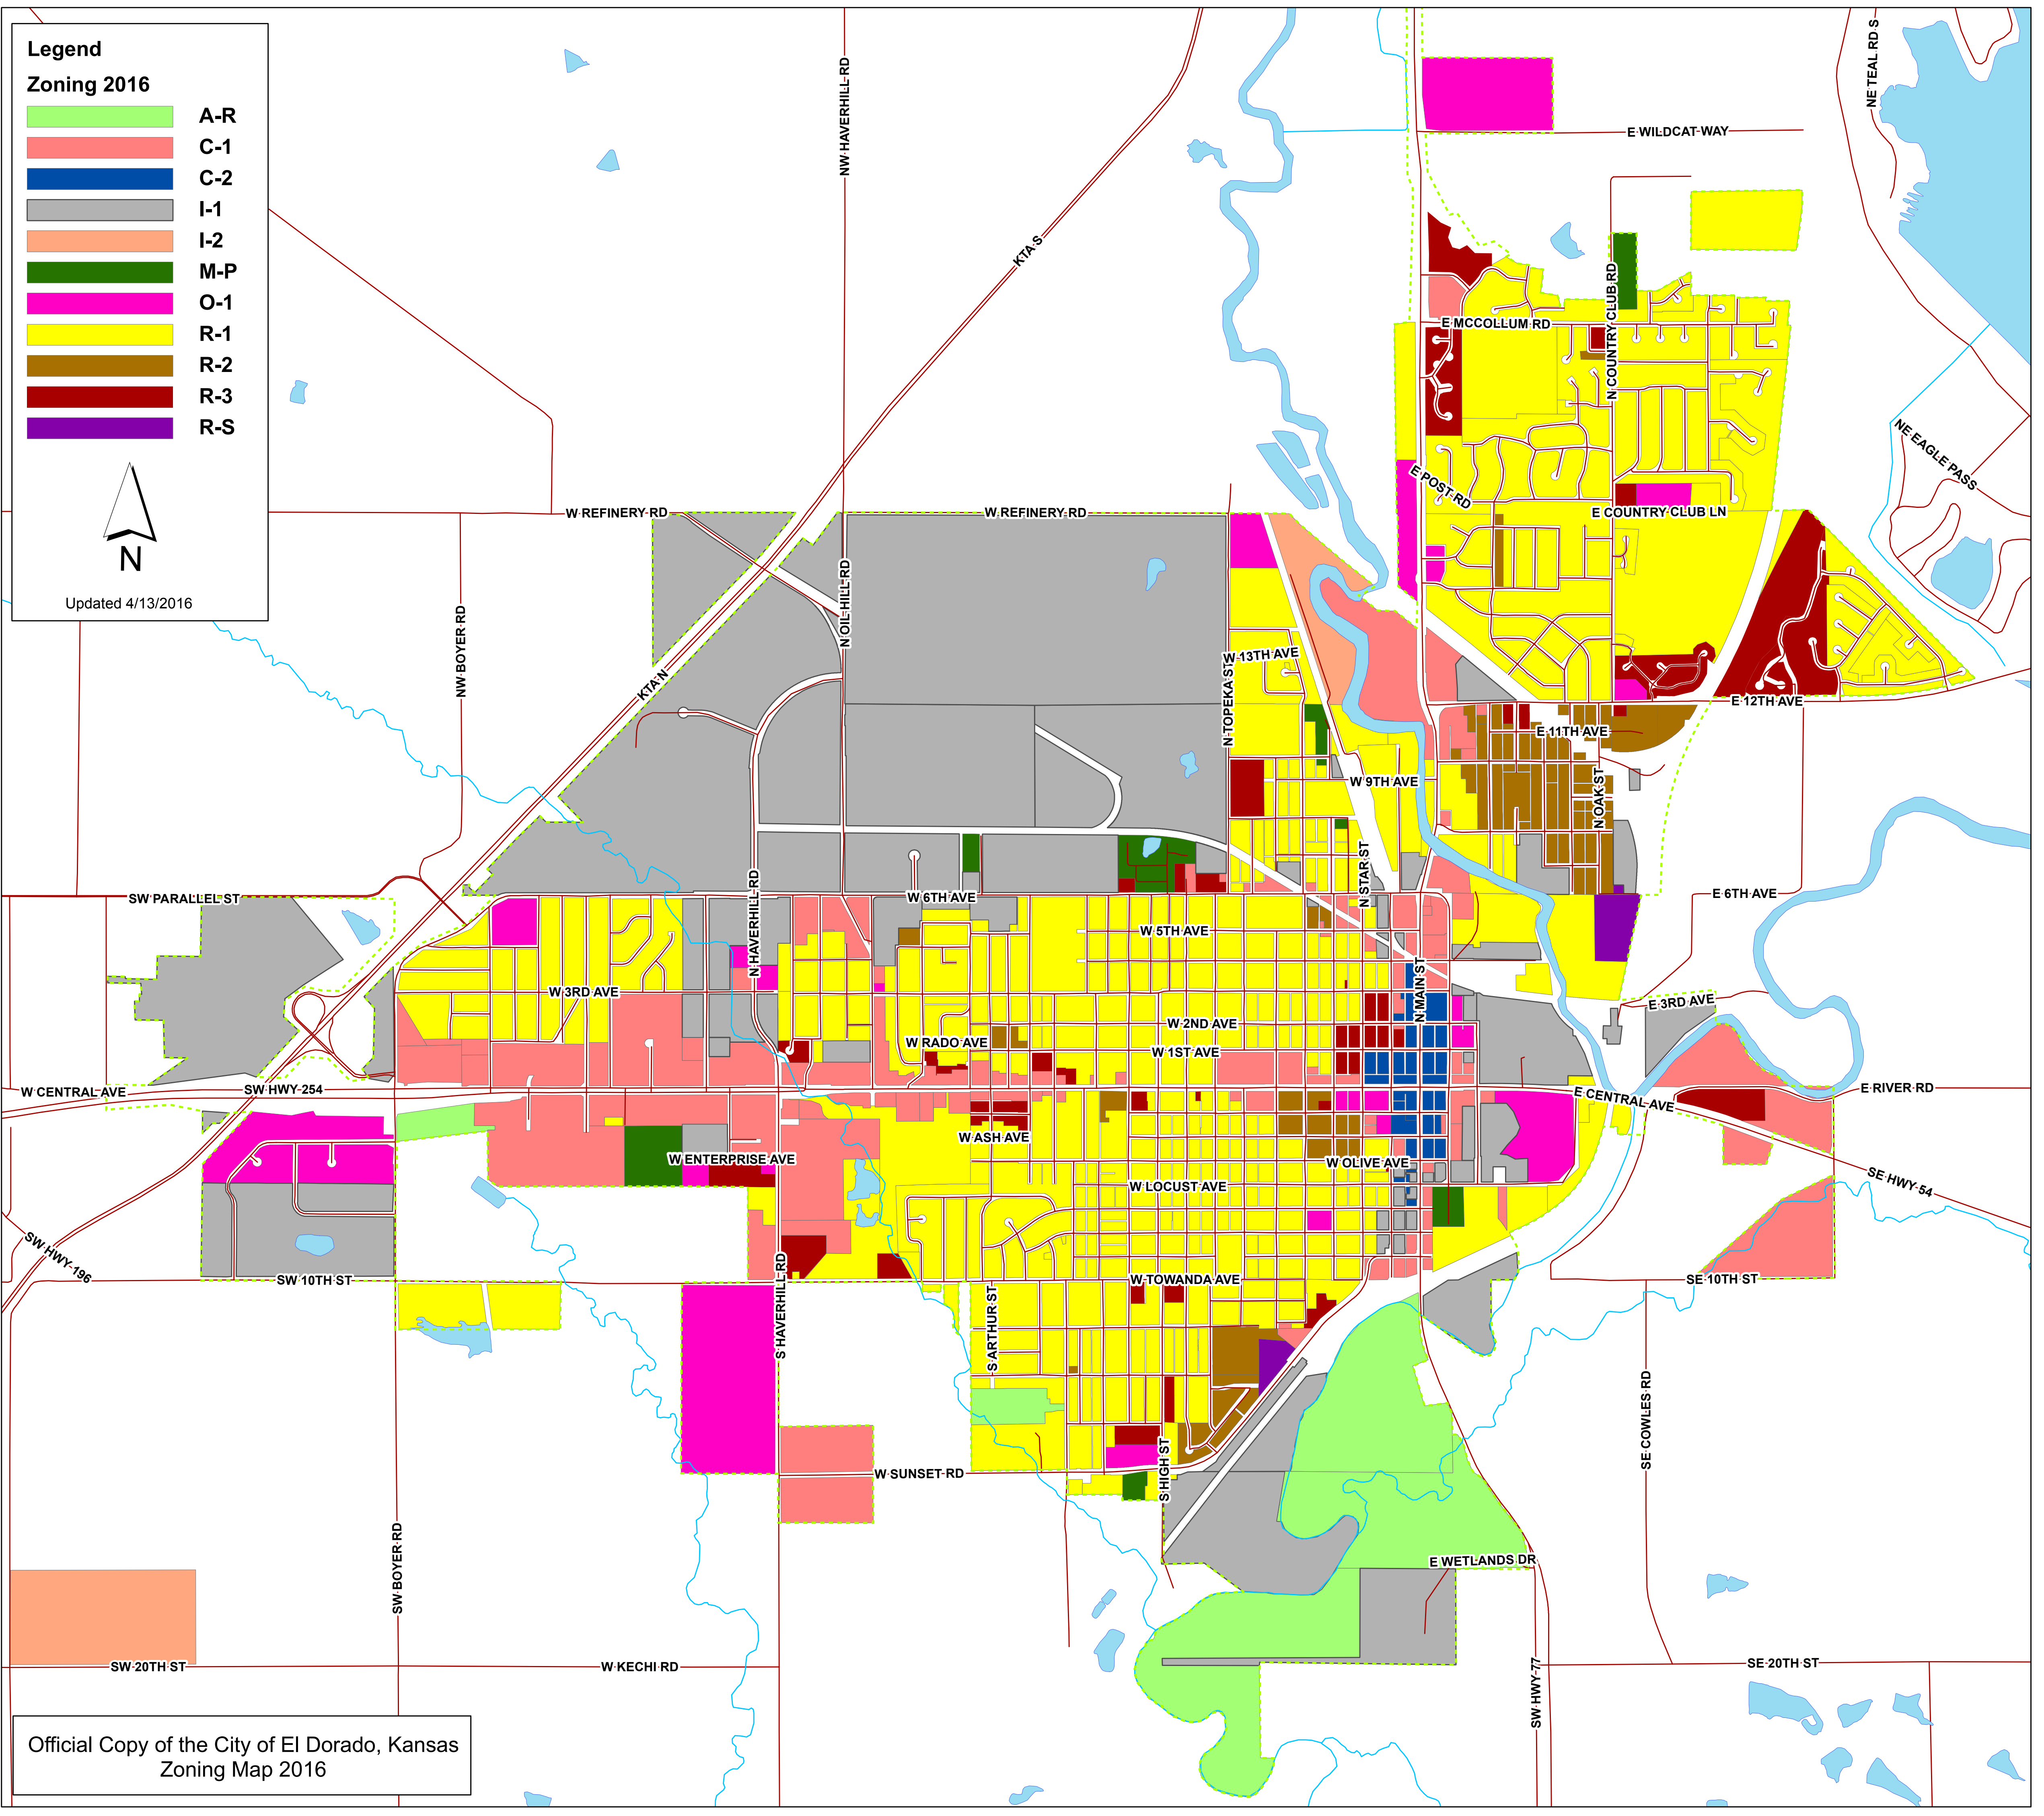 Legend
Zoning 2016
A-R
C-1
C-2
I-1
I-2
M-P
O-1
R-1
R-2
R-3
R-S
N
Updated 4/13/2016
NW HAVERHILL RD
KTA S
NE TEAL RD S
E WILDCAT WAY
N COUNTRY CLUB RD
E MCCOLLUM RD
NE EAGLE PASS
E POST RD
E COUNTRY CLUB LN
W REFINERY RD
W REFINERY RD
N OIL HILL RD
NW BOYER RD
KTA N
W 13TH AVE
N TOPEKA ST
E 12TH AVE
E 11TH AVE
W 9TH AVE
N OAK ST
N STAR ST
SW PARALLEL ST
W 6TH AVE
E 6TH AVE
N HAVERHILL RD
W 5TH AVE
N MAIN ST
W 3RD AVE
E 3RD AVE
W 2ND AVE
W RADO AVE
W 1ST AVE
W CENTRAL AVE
SW HWY 254
E CENTRAL AVE
E RIVER RD
W ASH AVE
W ENTERPRISE AVE
W OLIVE AVE
W LOCUST AVE
SE HWY 54
SW HWY 196
SW 10TH ST
W TOWANDA AVE
SE 10TH ST
S HAVERHILL RD
S ARTHUR ST
SE COWLES RD
W SUNSET RD
S HIGH ST
SW BOYER RD
E WETLANDS DR
SW 20TH ST
W KECHI RD
SW HWY 77
SE 20TH ST
Official Copy of the City of El Dorado, Kansas
Zoning Map 2016